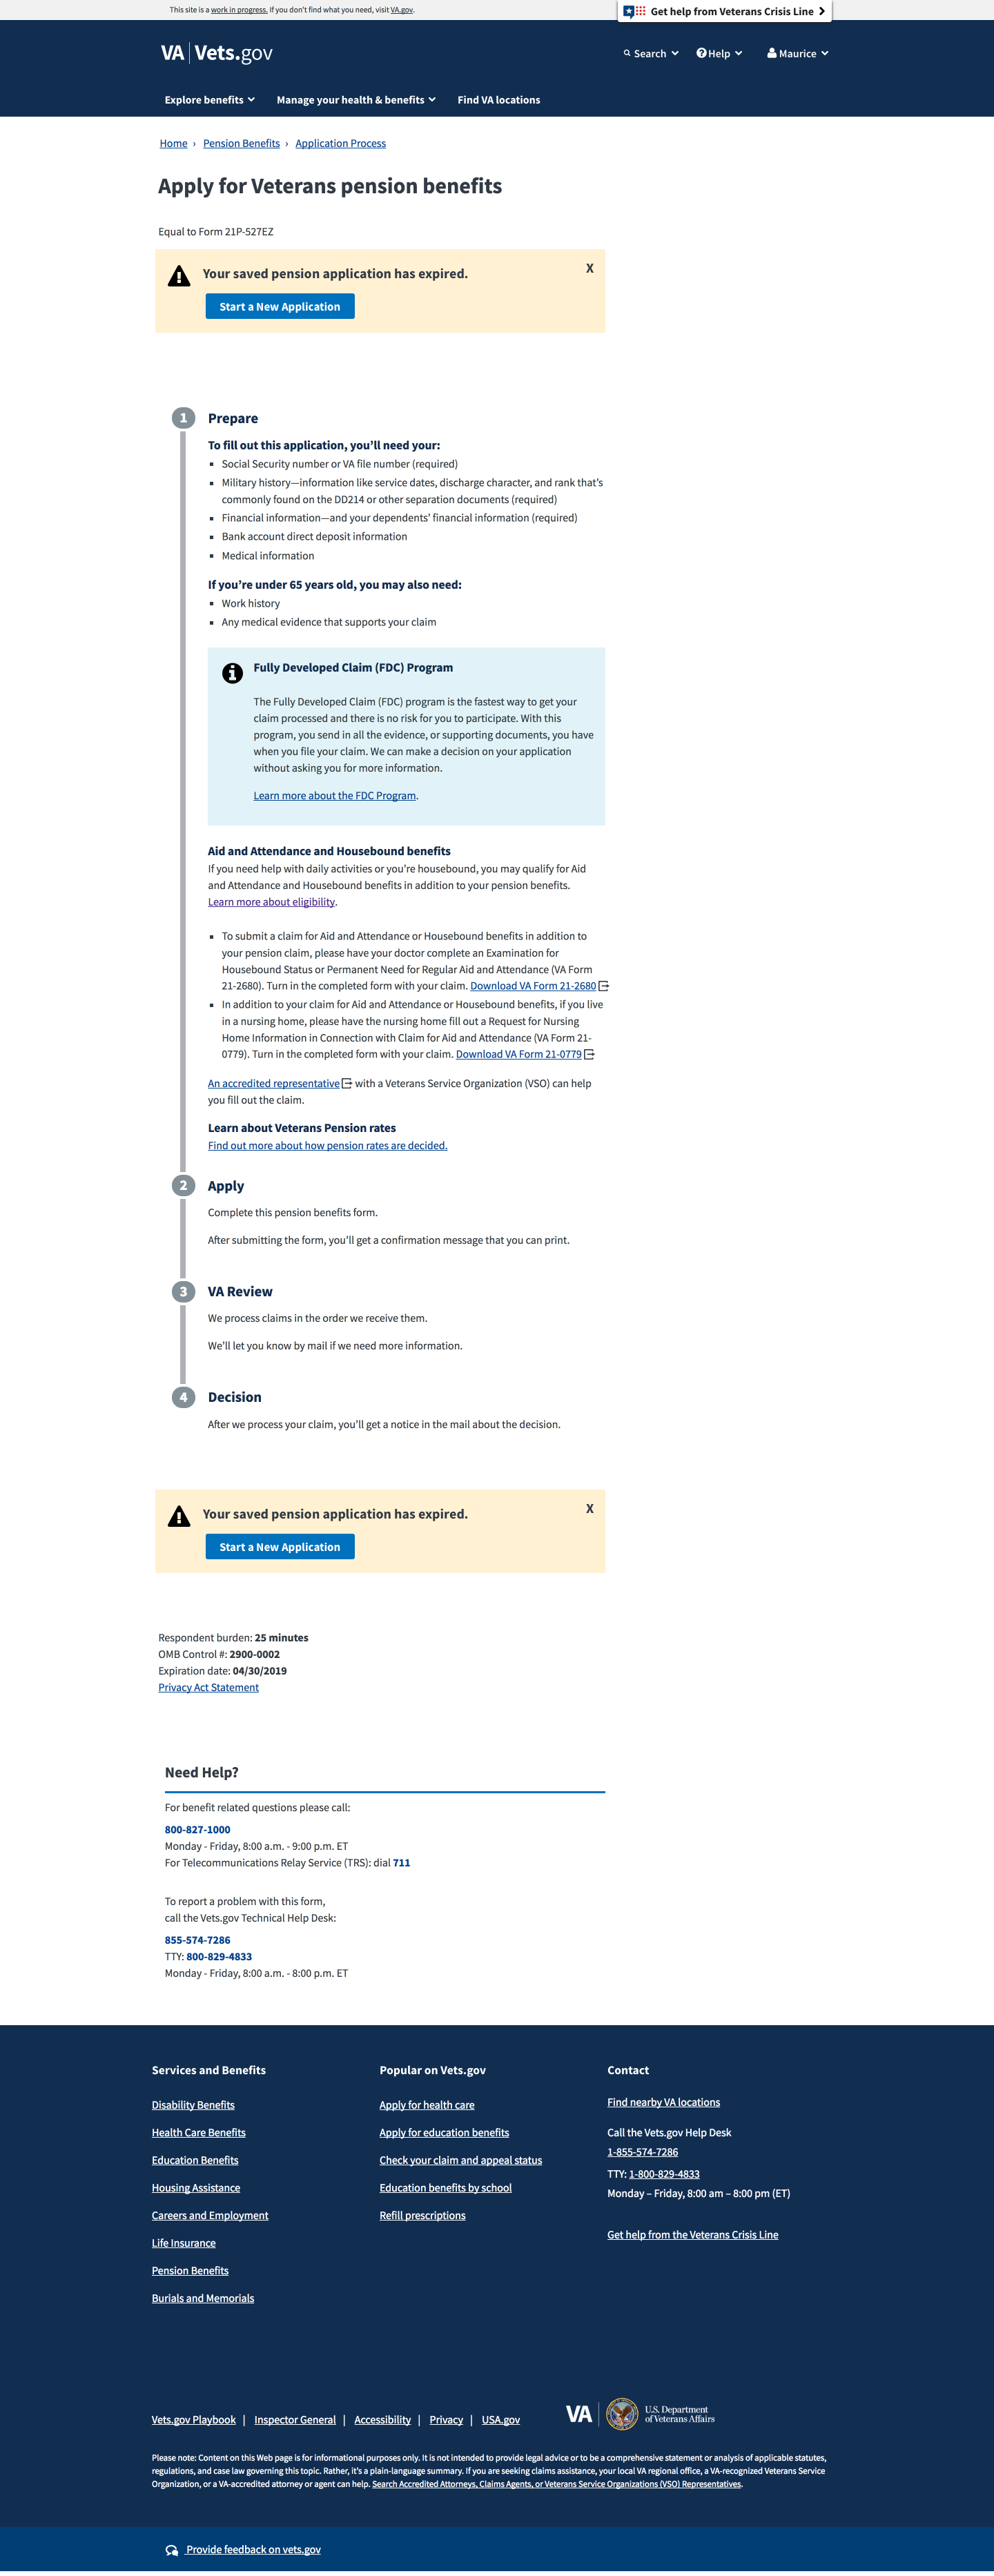 This site is a work in progress. If you don't find what you need, visit VA.gov.
Get help from Veterans Crisis Line
VA | Vets.gov
Search
Help
Maurice
Explore benefits
Manage your health & benefits
Find VA locations
Home › Pension Benefits › Application Process
Apply for Veterans pension benefits
Equal to Form 21P-527EZ
Your saved pension application has expired.
X
Start a New Application
1 Prepare
To fill out this application, you’ll need your:
Social Security number or VA file number (required)
Military history—information like service dates, discharge character, and rank that’s
commonly found on the DD214 or other separation documents (required)
Financial information—and your dependents’ financial information (required)
Bank account direct deposit information
Medical information
If you’re under 65 years old, you may also need:
Work history
Any medical evidence that supports your claim
Fully Developed Claim (FDC) Program
The Fully Developed Claim (FDC) program is the fastest way to get your
claim processed and there is no risk for you to participate. With this
program, you send in all the evidence, or supporting documents, you have
when you file your claim. We can make a decision on your application
without asking you for more information.
Learn more about the FDC Program.
Aid and Attendance and Housebound benefits
If you need help with daily activities or you’re housebound, you may qualify for Aid
and Attendance and Housebound benefits in addition to your pension benefits.
Learn more about eligibility.
To submit a claim for Aid and Attendance or Housebound benefits in addition to
your pension claim, please have your doctor complete an Examination for
Housebound Status or Permanent Need for Regular Aid and Attendance (VA Form
21-2680). Turn in the completed form with your claim. Download VA Form 21-2680
In addition to your claim for Aid and Attendance or Housebound benefits, if you live
in a nursing home, please have the nursing home fill out a Request for Nursing
Home Information in Connection with Claim for Aid and Attendance (VA Form 21-
0779). Turn in the completed form with your claim. Download VA Form 21-0779
An accredited representative with a Veterans Service Organization (VSO) can help
you fill out the claim.
Learn about Veterans Pension rates
Find out more about how pension rates are decided.
2 Apply
Complete this pension benefits form.
After submitting the form, you’ll get a confirmation message that you can print.
3 VA Review
We process claims in the order we receive them.
We’ll let you know by mail if we need more information.
4 Decision
After we process your claim, you’ll get a notice in the mail about the decision.
Your saved pension application has expired.
X
Start a New Application
Respondent burden: 25 minutes
OMB Control #: 2900-0002
Expiration date: 04/30/2019
Privacy Act Statement
Need Help?
For benefit related questions please call:
800-827-1000
Monday - Friday, 8:00 a.m. - 9:00 p.m. ET
For Telecommunications Relay Service (TRS): dial 711
To report a problem with this form,
call the Vets.gov Technical Help Desk:
855-574-7286
TTY: 800-829-4833
Monday - Friday, 8:00 a.m. - 8:00 p.m. ET
Services and Benefits
Disability Benefits
Health Care Benefits
Education Benefits
Housing Assistance
Careers and Employment
Life Insurance
Pension Benefits
Burials and Memorials
Popular on Vets.gov
Apply for health care
Apply for education benefits
Check your claim and appeal status
Education benefits by school
Refill prescriptions
Contact
Find nearby VA locations
Call the Vets.gov Help Desk
1-855-574-7286
TTY: 1-800-829-4833
Monday – Friday, 8:00 am – 8:00 pm (ET)
Get help from the Veterans Crisis Line
Vets.gov Playbook | Inspector General | Accessibility | Privacy | USA.gov
VA
U.S. Department
of Veterans Affairs
Please note: Content on this Web page is for informational purposes only. It is not intended to provide legal advice or to be a comprehensive statement or analysis of applicable statutes,
regulations, and case law governing this topic. Rather, it's a plain-language summary. If you are seeking claims assistance, your local VA regional office, a VA-recognized Veterans Service
Organization, or a VA-accredited attorney or agent can help. Search Accredited Attorneys, Claims Agents, or Veterans Service Organizations (VSO) Representatives.
Provide feedback on vets.gov